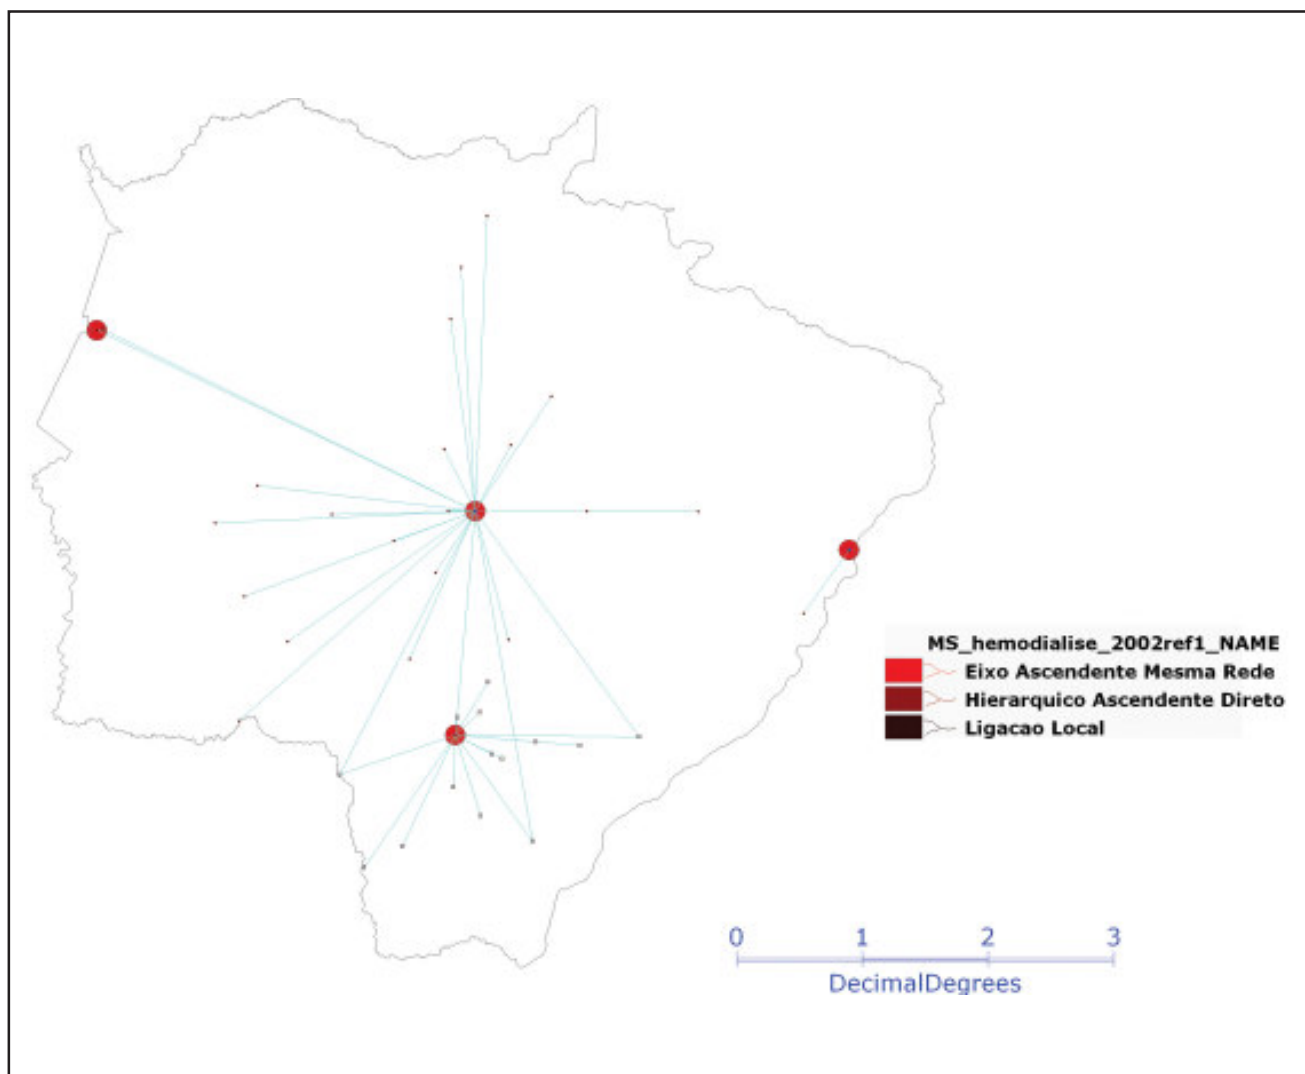 MS_hemodialise_2002ref1_NAME
Eixo Ascendente Mesma Rede
Hierarquico Ascendente Direto
Ligacao Local
0 1 2 3
DecimalDegrees